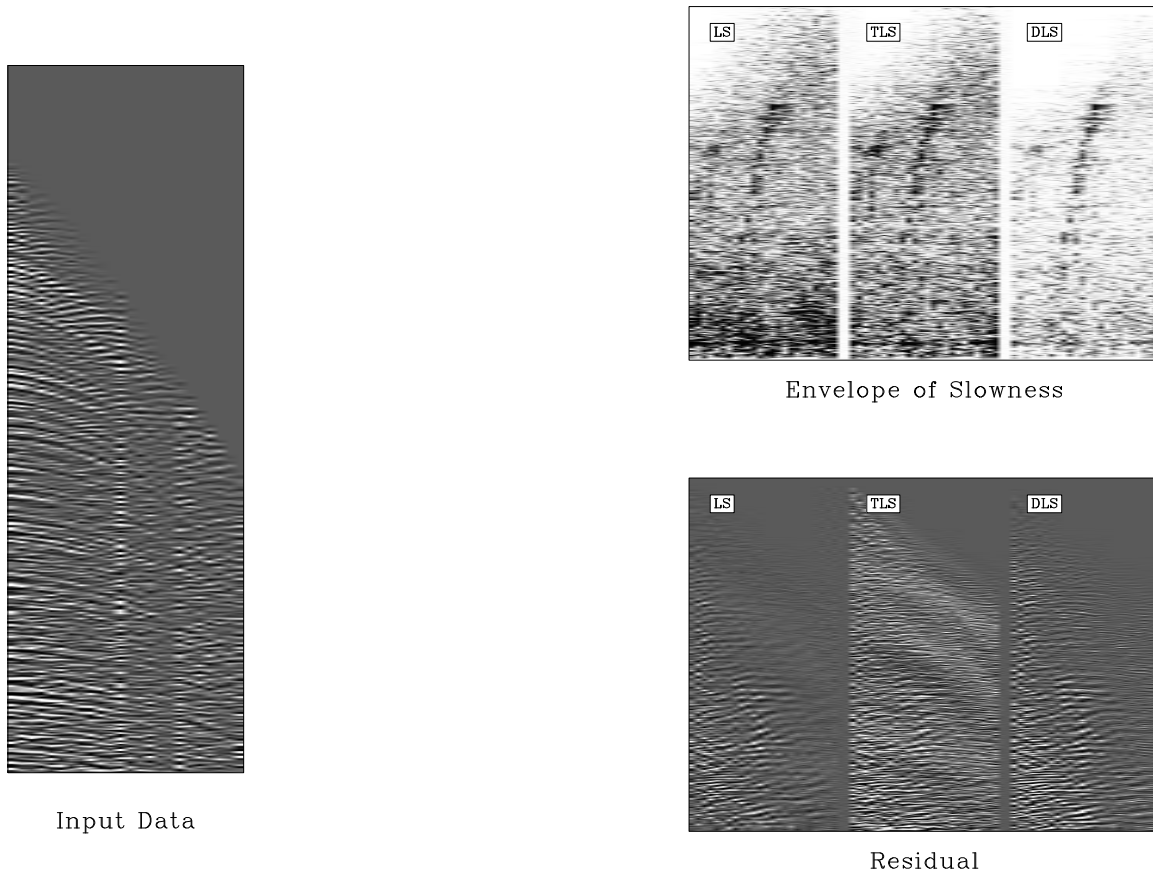 LS
TLS
DLS
Envelope of Slowness
Input Data
LS
TLS
DLS
Residual